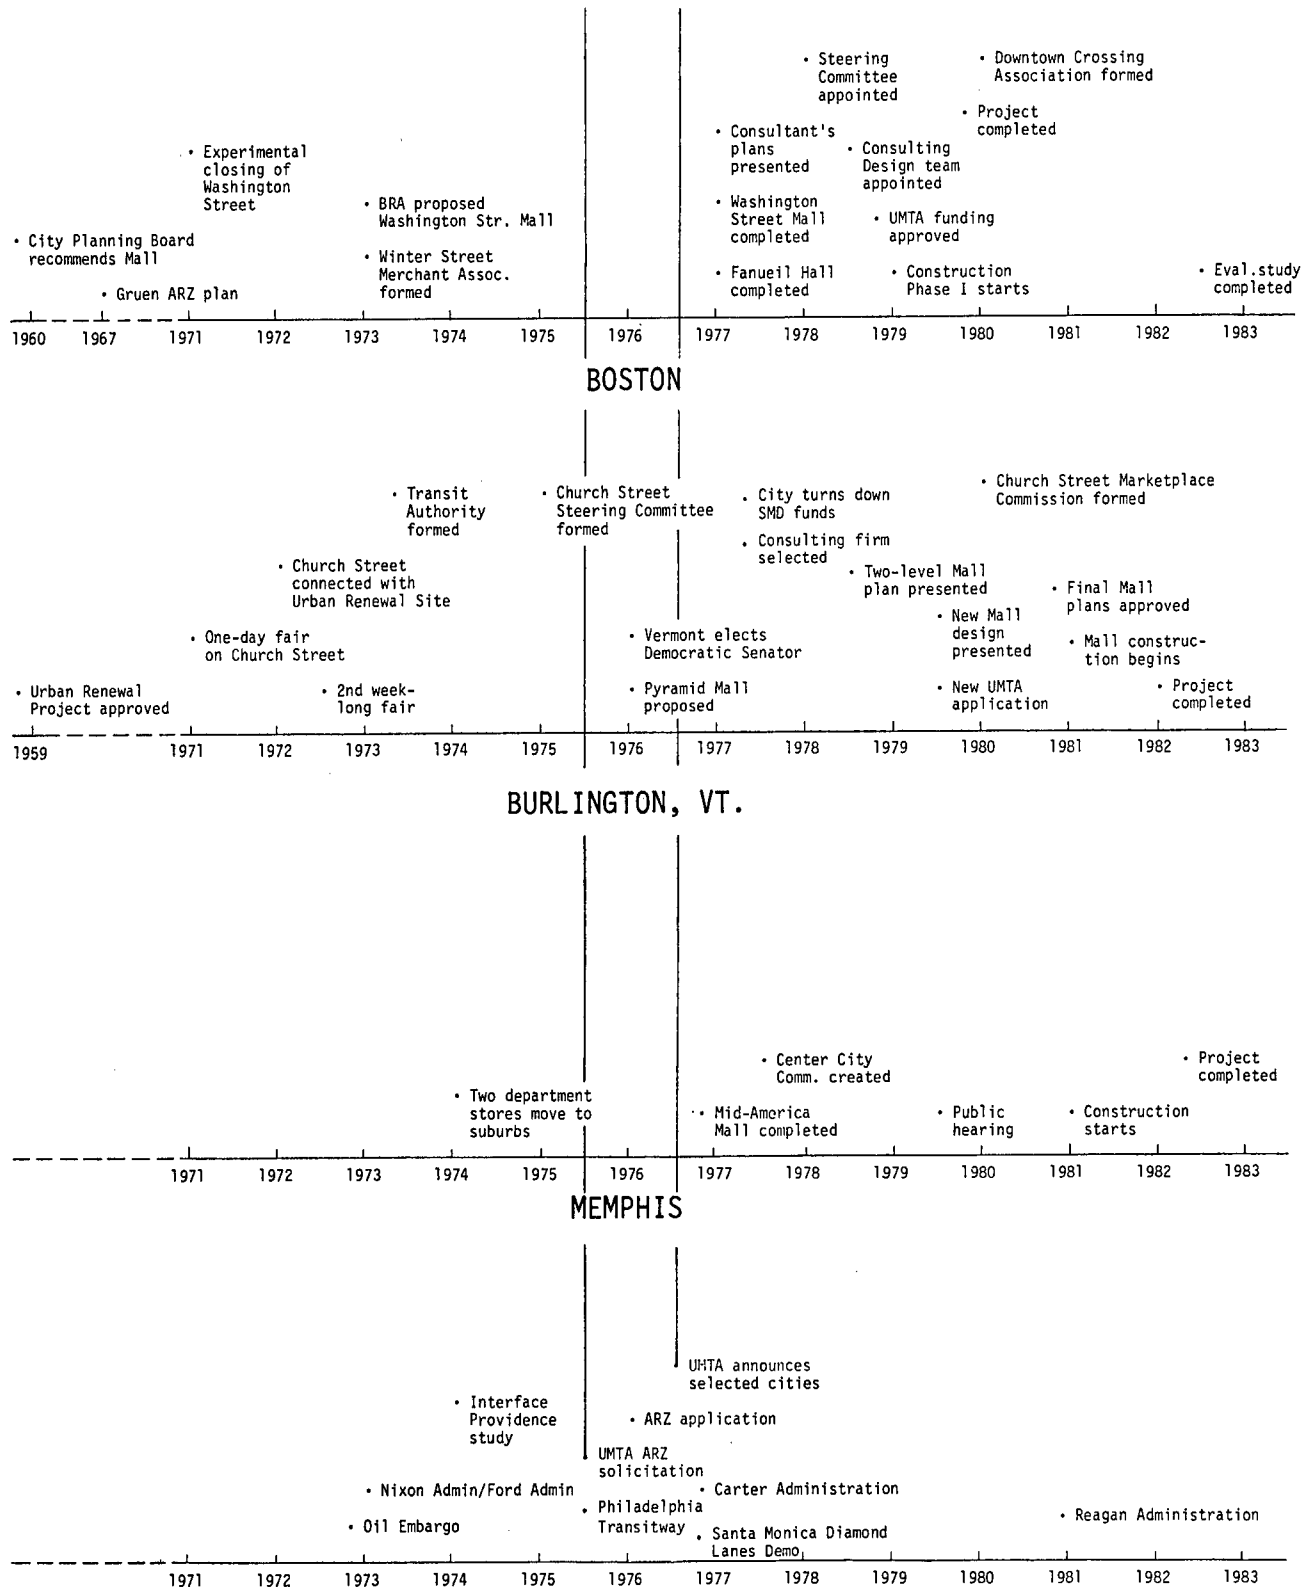 • Steering
Committee
appointed
• Downtown Crossing
Association formed
• Project
completed
• Consultant's
plans
presented
• Consulting
Design team
appointed
• Experimental
closing of
Washington
Street
• BRA proposed
Washington Str. Mall
• Washington
Street Mall
completed
• UMTA funding
approved
• City Planning Board
recommends Mall
• Winter Street
Merchant Assoc.
formed
• Fanueil Hall
completed
• Construction
Phase I starts
• Eval.study
completed
• Gruen ARZ plan
1960 1967 1971 1972 1973 1974 1975 1976 1977 1978 1979 1980 1981 1982 1983
BOSTON
• Transit
Authority
formed
• Church Street
Steering Committee
formed
• City turns down
SMD funds
• Church Street Marketplace
Commission formed
• Consulting firm
selected
• Church Street
connected with
Urban Renewal Site
• Two-level Mall
plan presented
• Final Mall
plans approved
• One-day fair
on Church Street
• Vermont elects
Democratic Senator
• New Mall
design
presented
• Mall construc-
tion begins
• Urban Renewal
Project approved
• 2nd week-
long fair
• Pyramid Mall
proposed
• New UMTA
application
• Project
completed
1959 1971 1972 1973 1974 1975 1976 1977 1978 1979 1980 1981 1982 1983
BURLINGTON, VT.
• Center City
Comm. created
• Project
completed
• Two department
stores move to
suburbs
• Mid-America
Mall completed
• Public
hearing
• Construction
starts
1971 1972 1973 1974 1975 1976 1977 1978 1979 1980 1981 1982 1983
MEMPHIS
UMTA announces
selected cities
• Interface
Providence
study
• ARZ application
UMTA ARZ
solicitation
• Nixon Admin/Ford Admin
• Carter Administration
• Philadelphia
Transitway
• Oil Embargo
• Santa Monica Diamond
Lanes Demo
• Reagan Administration
1971 1972 1973 1974 1975 1976 1977 1978 1979 1980 1981 1982 1983